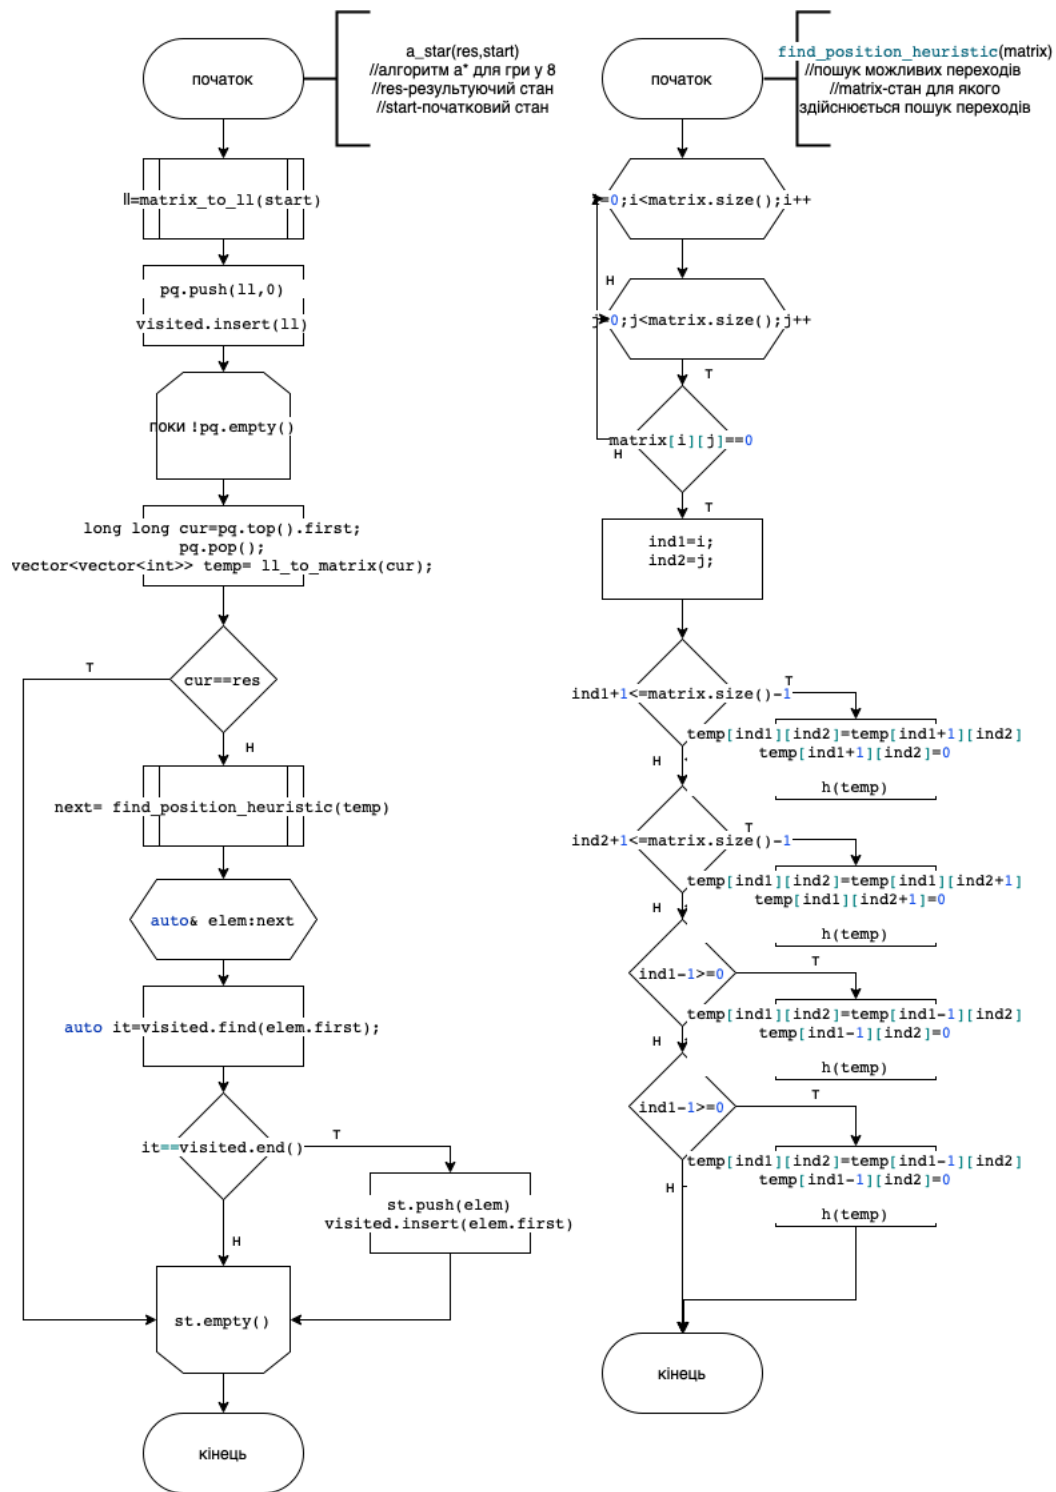 початок
a_star(res,start)
//алгоритм а* для гри у 8
//res-результуючий стан
//start-початковий стан
ll=matrix_to_ll(start)
pq.push(ll,0)
visited.insert(ll)
поки !pq.empty()
long long cur=pq.top().first;
pq.pop();
vector<vector<int>> temp= ll_to_matrix(cur);
cur==res
т
н
next= find_position_heuristic(temp)
auto& elem:next
auto it=visited.find(elem.first);
it==visited.end()
т
st.push(elem)
visited.insert(elem.first)
н
st.empty()
кінець
початок
find_position_heuristic(matrix)
//пошук можливих переходів
//matrix-стан для якого
здійснюється пошук переходів
=0;i<matrix.size();i++
н
j=0;j<matrix.size();j++
т
matrix[i][j]==0
н
т
ind1=i;
ind2=j;
ind1+1<=matrix.size()-1
т
temp[ind1][ind2]=temp[ind1+1][ind2]
temp[ind1+1][ind2]=0
h(temp)
н
ind2+1<=matrix.size()-1
т
temp[ind1][ind2]=temp[ind1][ind2+1]
temp[ind1][ind2+1]=0
h(temp)
н
ind1-1>=0
т
temp[ind1][ind2]=temp[ind1-1][ind2]
temp[ind1-1][ind2]=0
h(temp)
н
ind1-1>=0
т
temp[ind1][ind2]=temp[ind1-1][ind2]
temp[ind1-1][ind2]=0
h(temp)
н
кінець